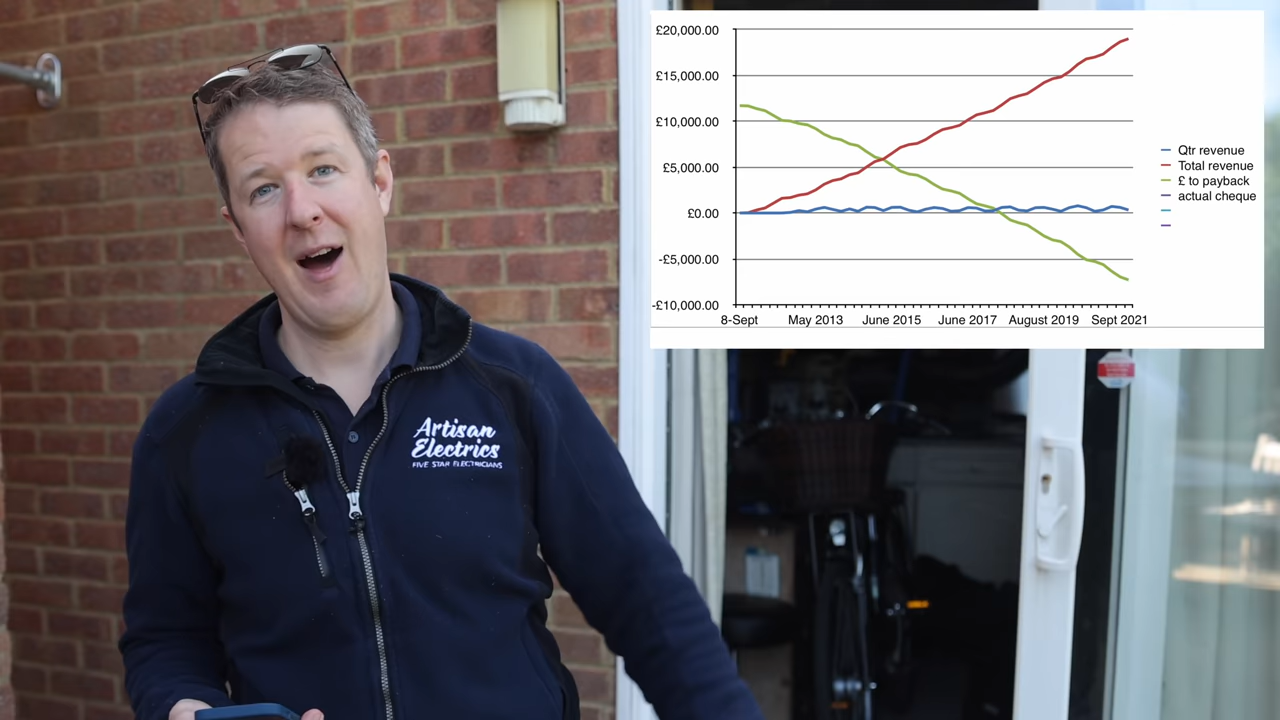 £20,000.00
£15,000.00
£10,000.00
£5,000.00
£0.00
-£5,000.00
-£10,000.00
8-Sept May 2013 June 2015 June 2017 August 2019 Sept 2021
Qtr revenue
Total revenue
£ to payback
actual cheque
Artisan
Electrics
FIVE STAR ELECTRICIANS